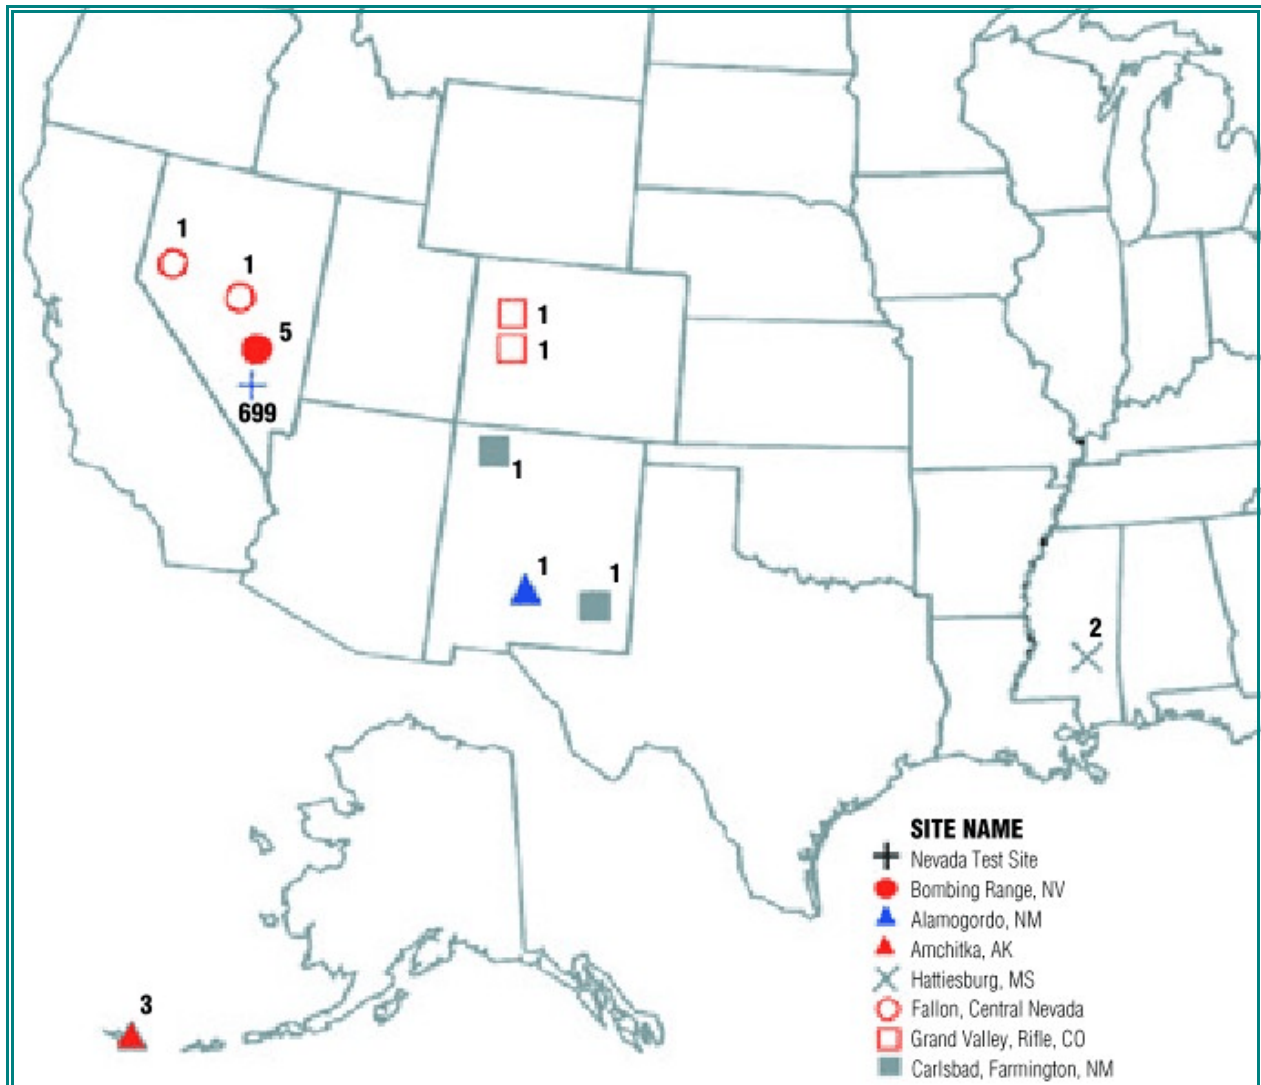 1
1
5
699
1
1
1
1
1
2
3
SITE NAME
Nevada Test Site
Bombing Range, NV
Alamogordo, NM
Amchitka, AK
Hattiesburg, MS
Fallon, Central Nevada
Grand Valley, Rifle, CO
Carlsbad, Farmington, NM